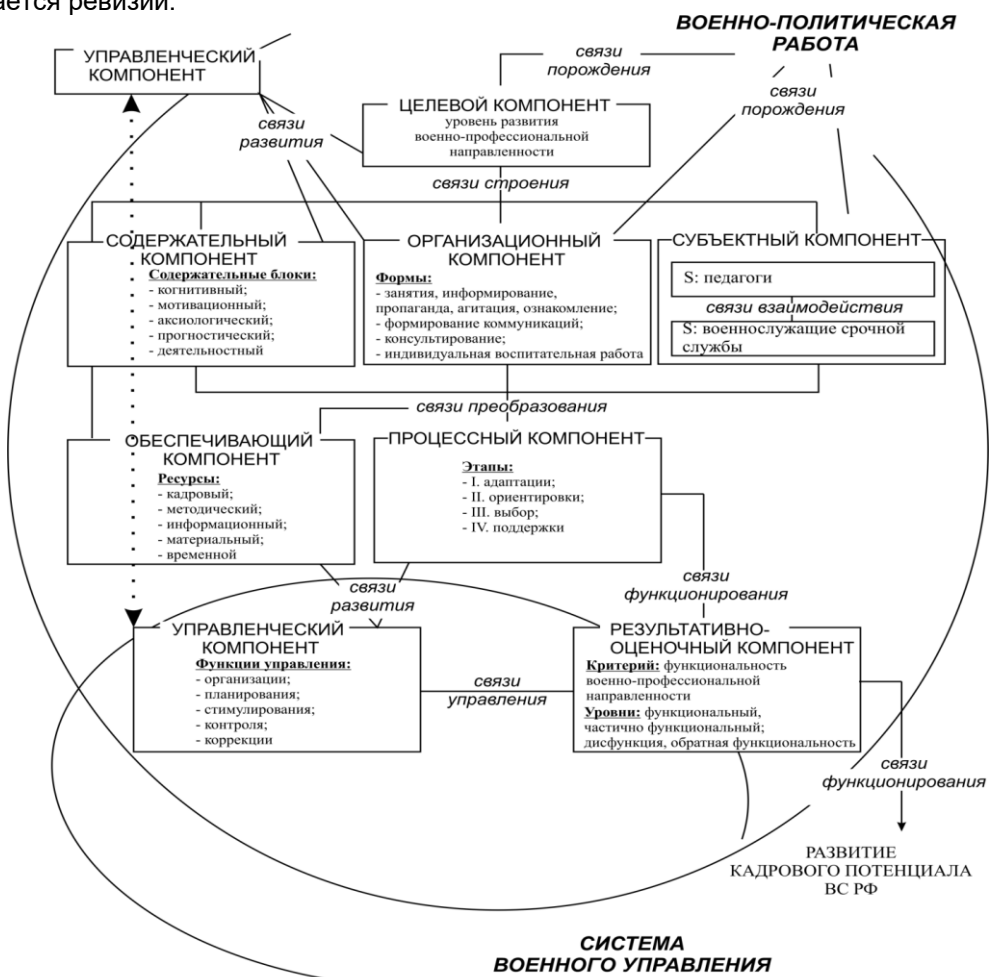 ается ревизии.
ВОЕННО-ПОЛИТИЧЕСКАЯ
РАБОТА
УПРАВЛЕНЧЕСКИЙ
КОМПОНЕНТ
связи
порождения
связи
порождения
ЦЕЛЕВОЙ КОМПОНЕНТ
уровень развития
военно-профессиональной
направленности
связи
развития
связи строения
СОДЕРЖАТЕЛЬНЫЙ
КОМПОНЕНТ
Содержательные блоки:
- когнитивный;
- мотивационный;
- аксиологический;
- прогностический;
- деятельностный
ОРГАНИЗАЦИОННЫЙ
КОМПОНЕНТ
Формы:
- занятия, информирование,
пропаганда, агитация, ознакомление;
- формирование коммуникаций;
- консультирование;
- индивидуальная воспитательная работа
СУБЪЕКТНЫЙ КОМПОНЕНТ
S: педагоги
связи взаимодействия
S: военнослужащие срочной
службы
связи преобразования
ОБЕСПЕЧИВАЮЩИЙ
КОМПОНЕНТ
Ресурсы:
- кадровый;
- методический;
- информационный;
- материальный;
- временной
ПРОЦЕССНЫЙ КОМПОНЕНТ
Этапы:
- I. адаптации;
- II. ориентировки;
- III. выбор;
- IV. поддержки
связи
развития
связи
функционирования
УПРАВЛЕНЧЕСКИЙ
КОМПОНЕНТ
Функции управления:
- организации;
- планирования;
- стимулирования;
- контроля;
- коррекции
связи
управления
РЕЗУЛЬТАТИВНО-
ОЦЕНОЧНЫЙ КОМПОНЕНТ
Критерий: функциональность
военно-профессиональной
направленности
Уровни: функциональный,
частично функциональный;
дисфункция, обратная функциональность
связи
функционирования
РАЗВИТИЕ
КАДРОВОГО ПОТЕНЦИАЛА
ВС РФ
СИСТЕМА
ВОЕННОГО УПРАВЛЕНИЯ